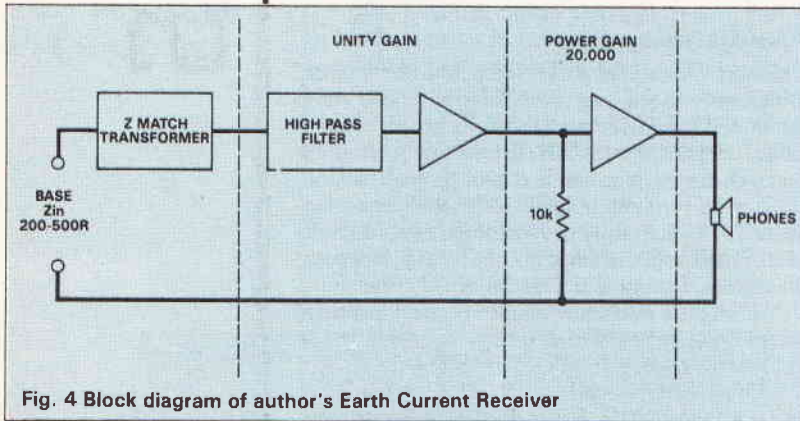 UNITY GAIN
POWER GAIN
20,000
Z MATCH
TRANSFORMER
HIGH PASS
FILTER
BASE
Zin
200-500R
10k
PHONES
Fig. 4 Block diagram of author's Earth Current Receiver